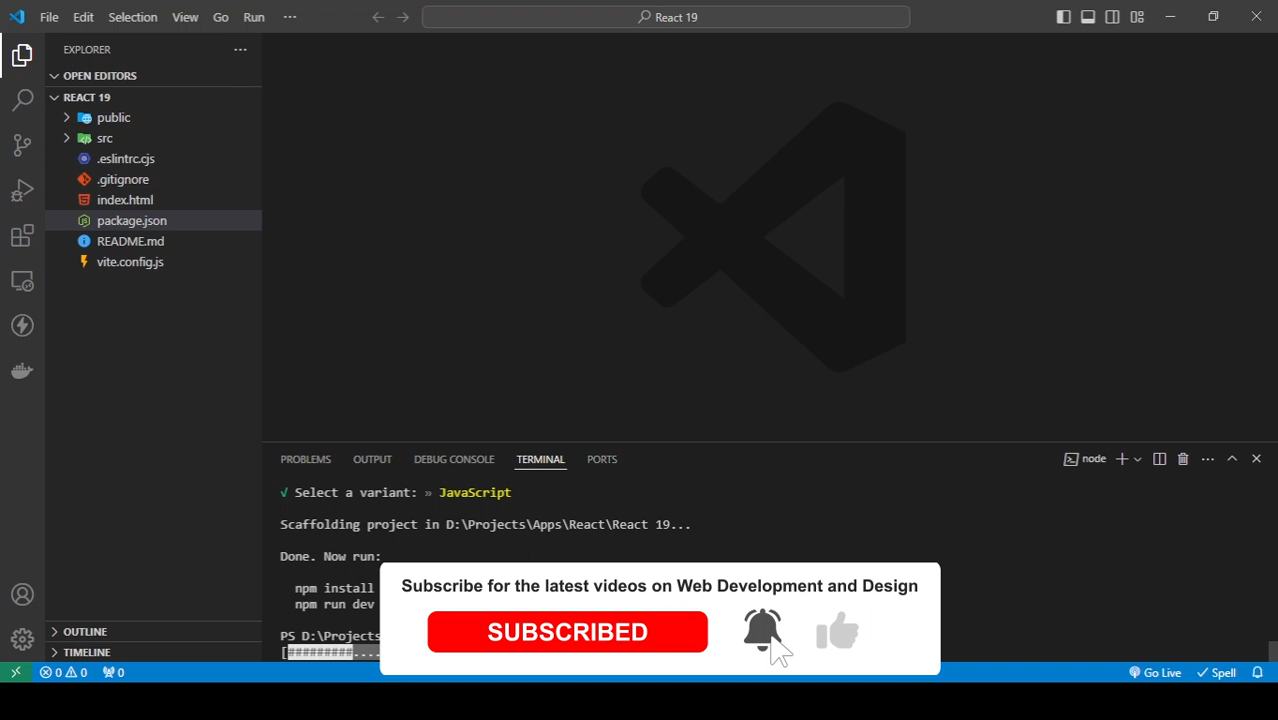 File Edit Selection View Go Run ···
React 19
EXPLORER ···
OPEN EDITORS
REACT 19
public
src
.eslintrc.cjs
.gitignore
index.html
package.json
README.md
vite.config.js
OUTLINE
TIMELINE
PROBLEMS OUTPUT DEBUG CONSOLE TERMINAL PORTS
node
√ Select a variant: » JavaScript
Scaffolding project in D:\Projects\Apps\React\React 19...
Done. Now run:
npm install
npm run dev
PS D:\Projects
[#########....
Subscribe for the latest videos on Web Development and Design
SUBSCRIBED
0 0 0
Go Live Spell